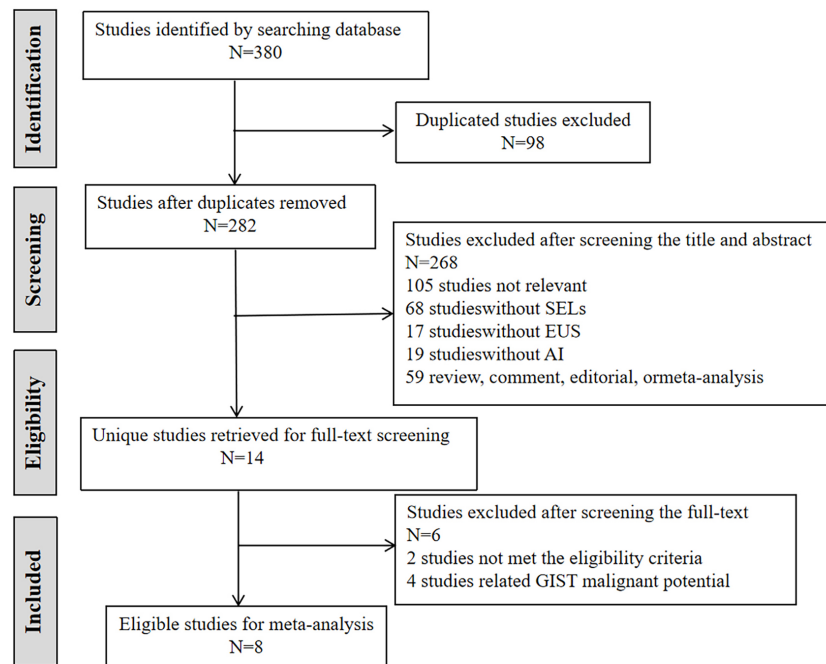 Identification
Studies identified by searching database
N=380
Duplicated studies excluded
N=98
Screening
Studies after duplicates removed
N=282
Studies excluded after screening the title and abstract
N=268
105 studies not relevant
68 studieswithout SELs
17 studieswithout EUS
19 studieswithout AI
59 review, comment, editorial, ormeta-analysis
Eligibility
Unique studies retrieved for full-text screening
N=14
Studies excluded after screening the full-text
N=6
2 studies not met the eligibility criteria
4 studies related GIST malignant potential
Included
Eligible studies for meta-analysis
N=8